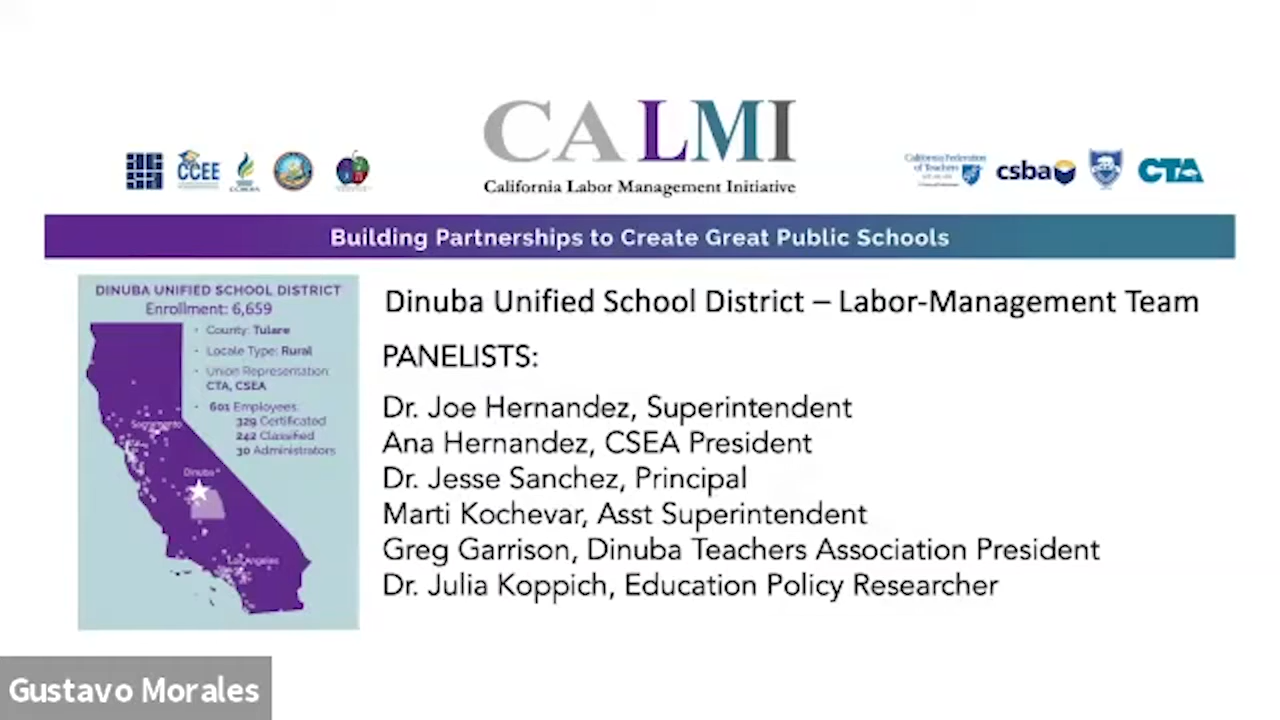 CA LMI
California Labor Management Initiative
CCEE
California Federation
of Teachers
csba
CTA
Building Partnerships to Create Great Public Schools
DINUBA UNIFIED SCHOOL DISTRICT
Enrollment: 6,659
• County: Tulare
• Locale Type: Rural
• Union Representation:
CTA, CSEA
• 601 Employees:
329 Certificated
242 Classified
30 Administrators
Sacramento
Dinuba
Los Angeles
Dinuba Unified School District – Labor-Management Team
PANELISTS:
Dr. Joe Hernandez, Superintendent
Ana Hernandez, CSEA President
Dr. Jesse Sanchez, Principal
Marti Kochevar, Asst Superintendent
Greg Garrison, Dinuba Teachers Association President
Dr. Julia Koppich, Education Policy Researcher
Gustavo Morales